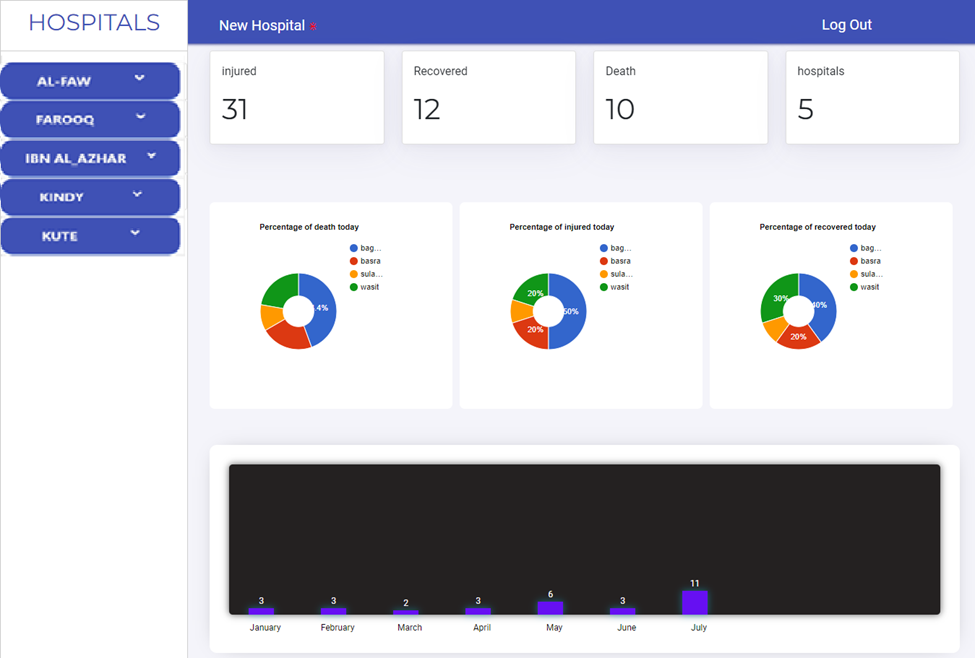 HOSPITALS
New Hospital
Log Out
AL-FAW
FAROOQ
IBN AL_AZHAR
KINDY
KUTE
injured
31
Recovered
12
Death
10
hospitals
5
Percentage of death today
bag...
basra
sula...
wasit
.4%
Percentage of injured today
bag...
basra
sula...
wasit
20%
50%
20%
Percentage of recovered today
bag...
basra
sula...
wasit
30%
40%
20%
3
3
2
3
6
3
11
January
February
March
April
May
June
July